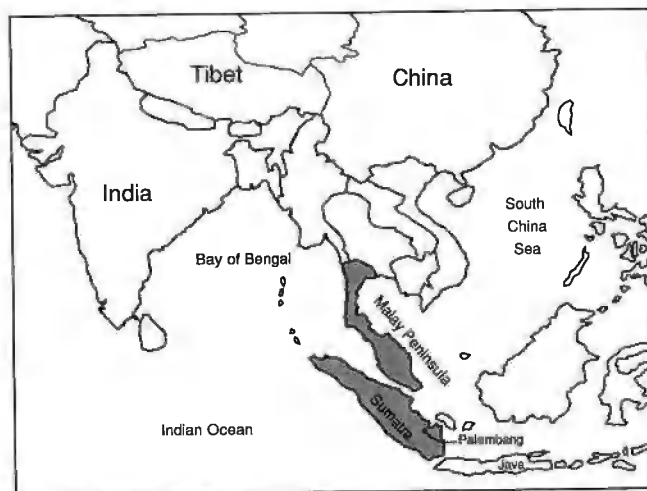 Tibet
China
India
South
China
Sea
Bay of Bengal
Malay Peninsula
Sumatra
Indian Ocean
Palembang
Java